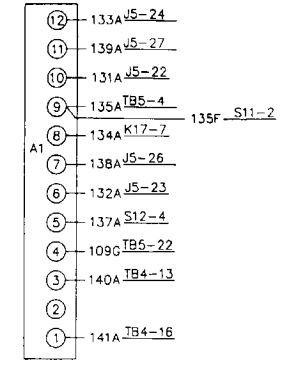 12 133A J5-24
11 139A J5-27
10 131A J5-22
9 135A TB5-4
135F S11-2
8 134A K17-7
A1
7 138A J5-26
6 132A J5-23
5 137A S12-4
4 109G TB5-22
3 140A TB4-13
2
1 141A TB4-16